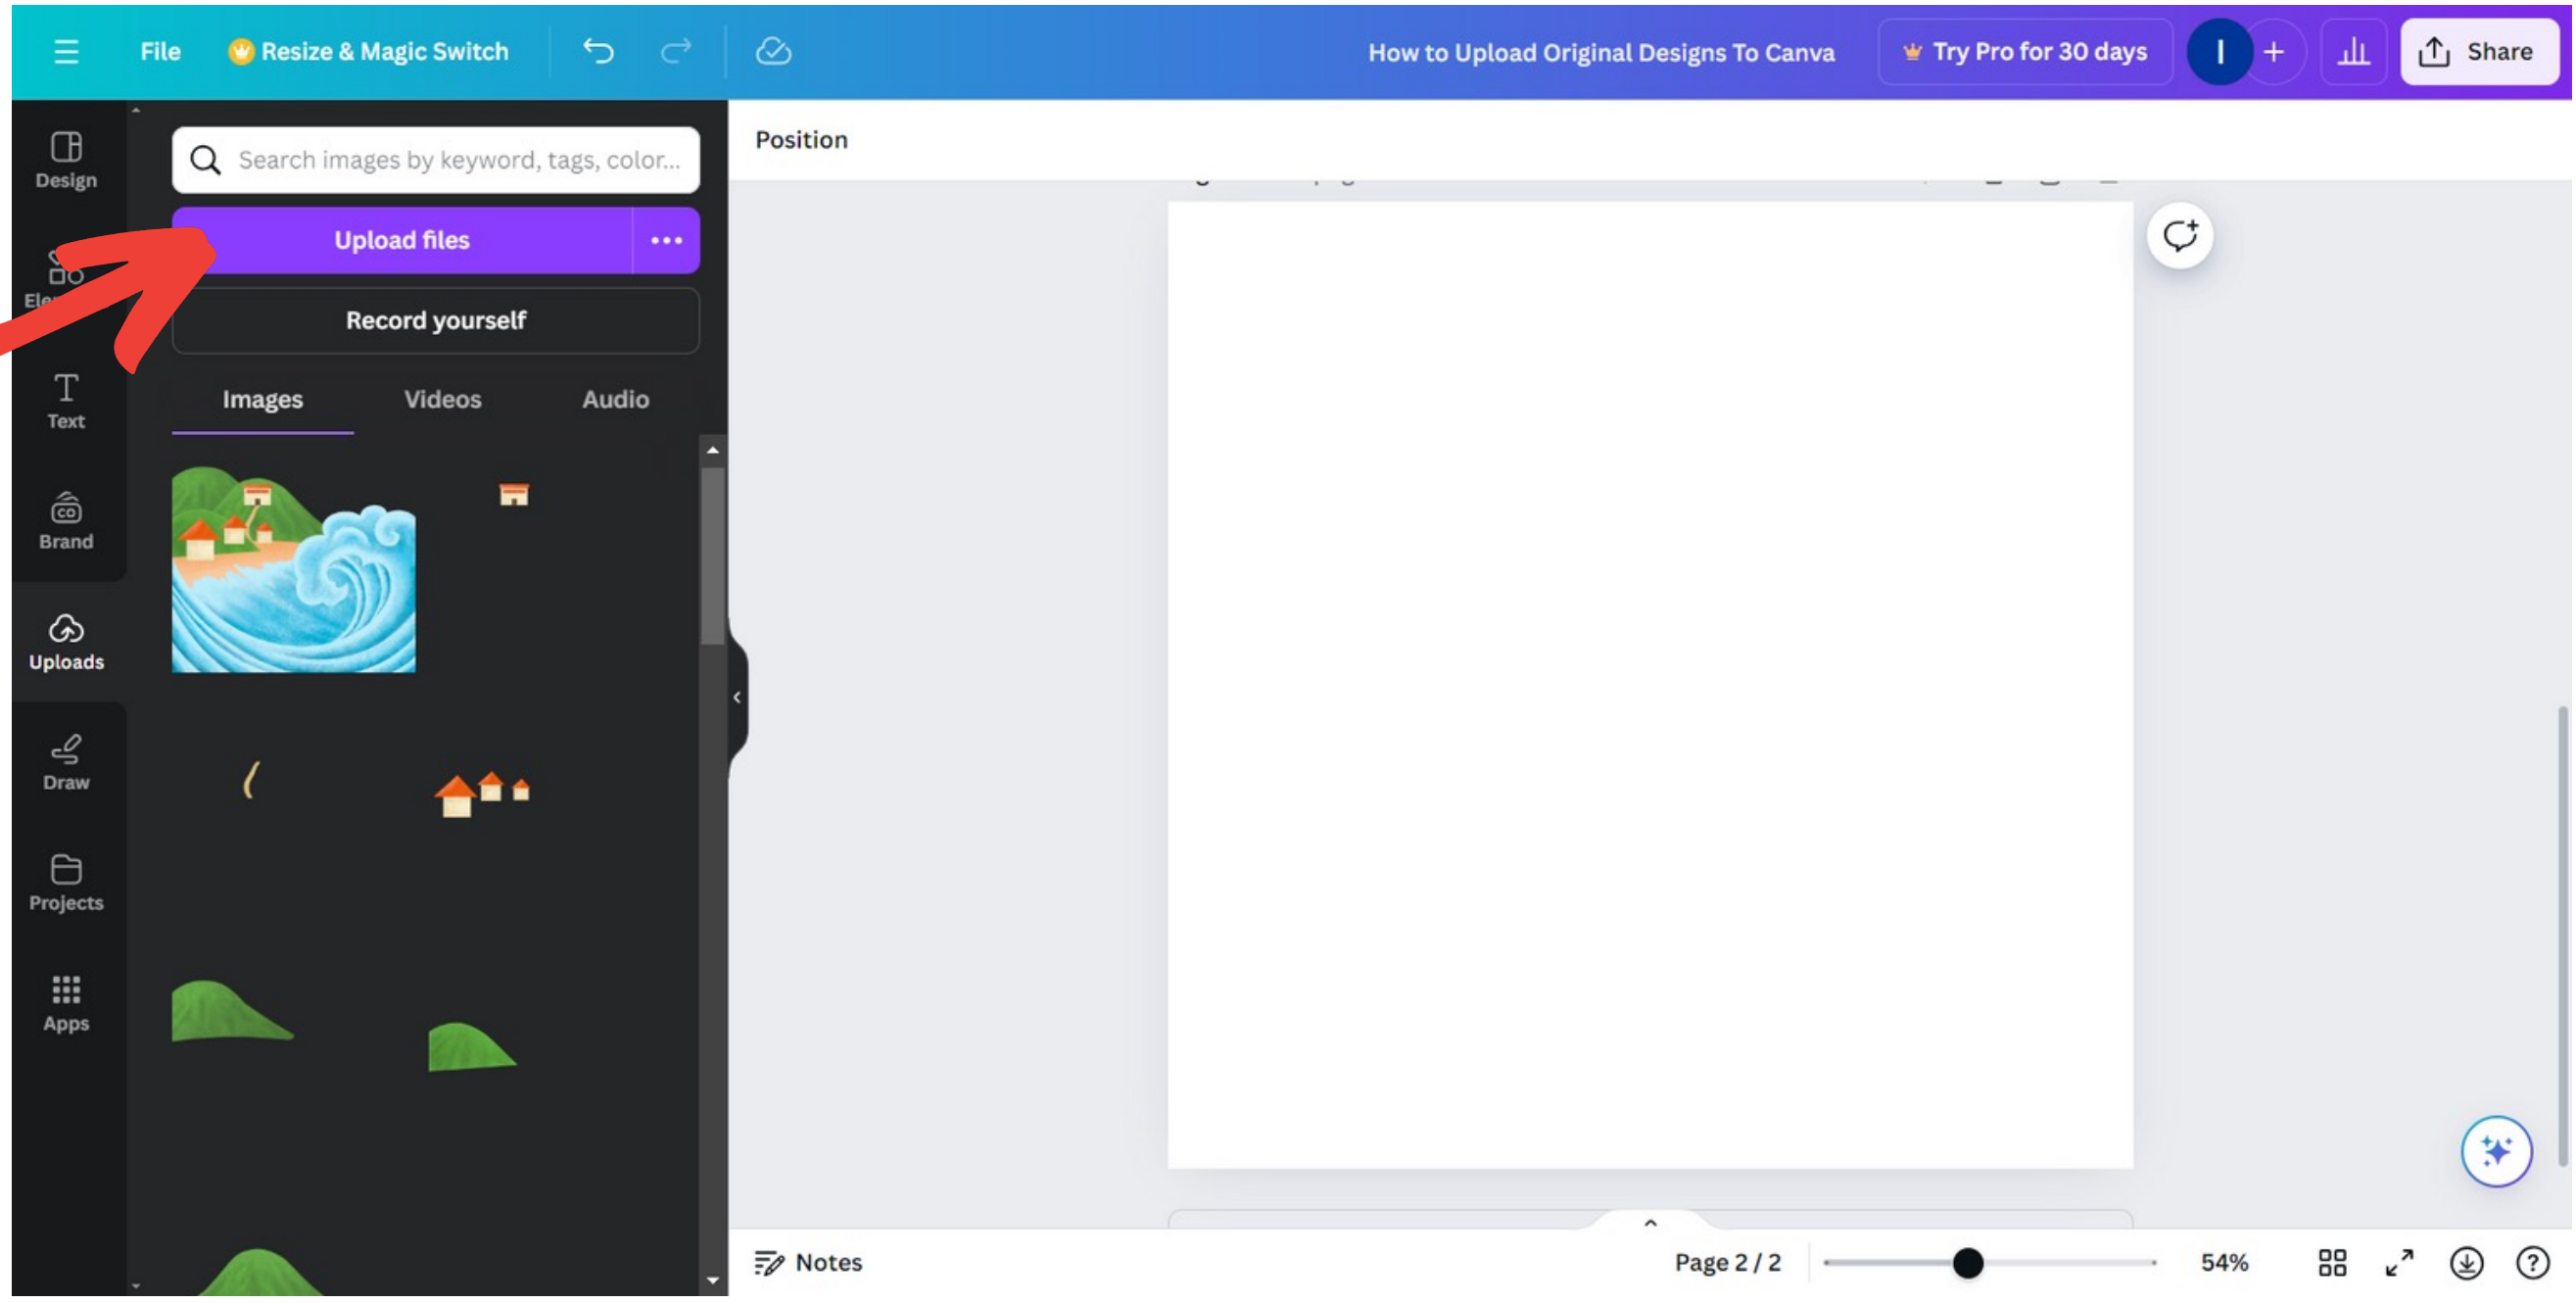 File
Resize & Magic Switch
How to Upload Original Designs To Canva
Try Pro for 30 days
I
Share
Design
Text
Brand
Uploads
Draw
Projects
Apps
Search images by keyword, tags, color...
Upload files
Record yourself
Images Videos Audio
Position
Notes
Page 2 / 2
54%